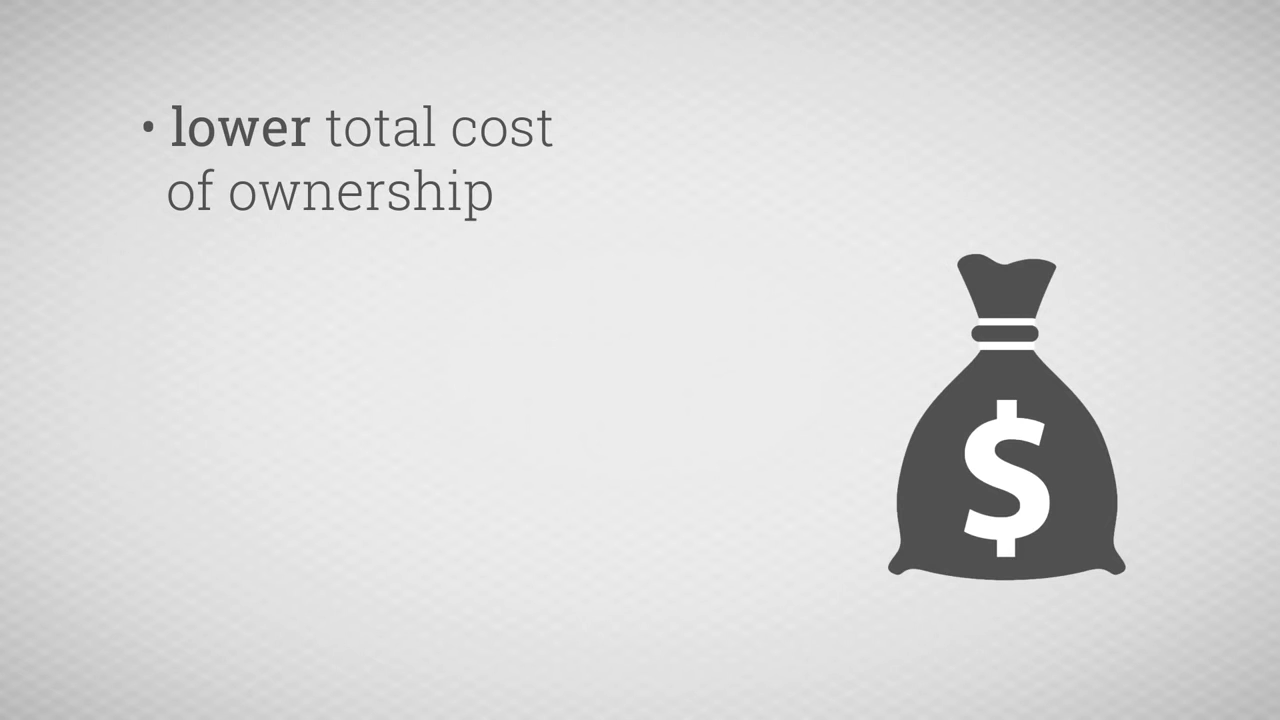 • lower total cost
of ownership
$